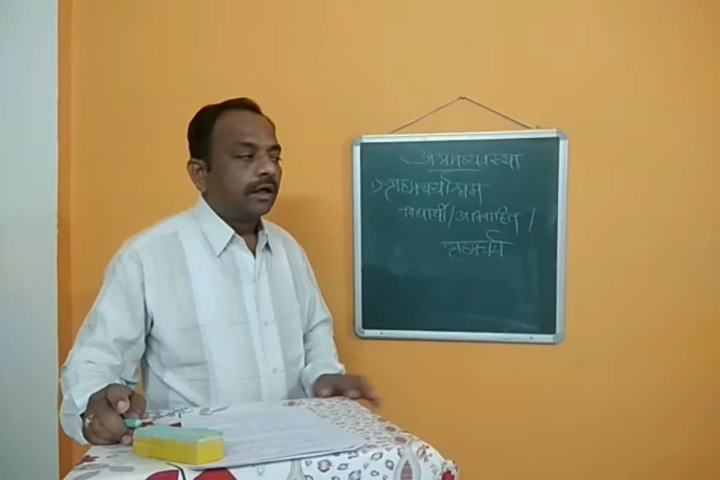 आश्रमव्यवस्था
१) ब्रह्मचर्याश्रम
विद्यार्थी / अविवाहित /
ब्रह्मचर्य